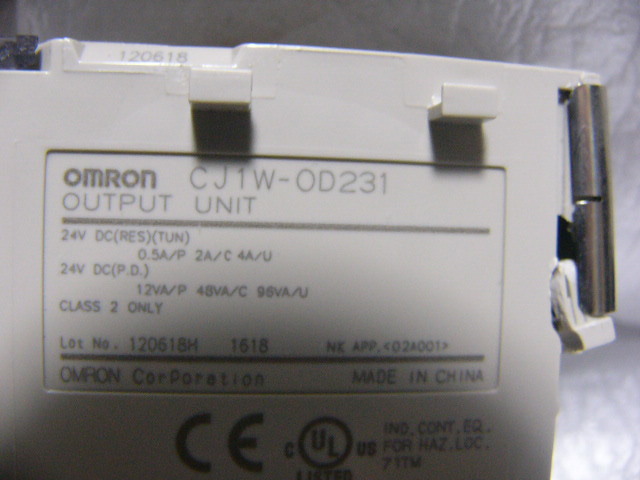 120618
OMRON CJ1W-OD231
OUTPUT UNIT
24V DC(RES)(TUN)
0.5A/P 2A/C 4A/U
24V DC(P.D.)
12VA/P 48VA/C 96VA/U
CLASS 2 ONLY
Lot No. 120618H 1618 NK APP.<02A001>
OMRON Corporation MADE IN CHINA
CE
C UL US
LISTED
IND.CONT.EQ.
FOR HAZ.LOC.
71TM